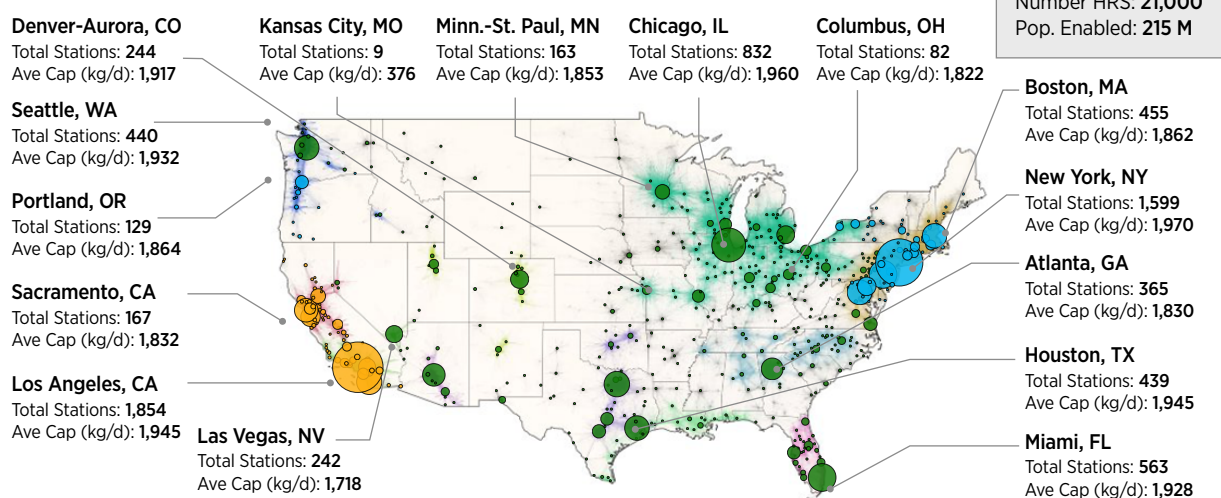 Number HRS: 21,000
Pop. Enabled: 215 M
Denver-Aurora, CO
Total Stations: 244
Ave Cap (kg/d): 1,917
Kansas City, MO
Total Stations: 9
Ave Cap (kg/d): 376
Minn.-St. Paul, MN
Total Stations: 163
Ave Cap (kg/d): 1,853
Chicago, IL
Total Stations: 832
Ave Cap (kg/d): 1,960
Columbus, OH
Total Stations: 82
Ave Cap (kg/d): 1,822
Seattle, WA
Total Stations: 440
Ave Cap (kg/d): 1,932
Portland, OR
Total Stations: 129
Ave Cap (kg/d): 1,864
Sacramento, CA
Total Stations: 167
Ave Cap (kg/d): 1,832
Los Angeles, CA
Total Stations: 1,854
Ave Cap (kg/d): 1,945
Las Vegas, NV
Total Stations: 242
Ave Cap (kg/d): 1,718
Boston, MA
Total Stations: 455
Ave Cap (kg/d): 1,862
New York, NY
Total Stations: 1,599
Ave Cap (kg/d): 1,970
Atlanta, GA
Total Stations: 365
Ave Cap (kg/d): 1,830
Houston, TX
Total Stations: 439
Ave Cap (kg/d): 1,945
Miami, FL
Total Stations: 563
Ave Cap (kg/d): 1,928